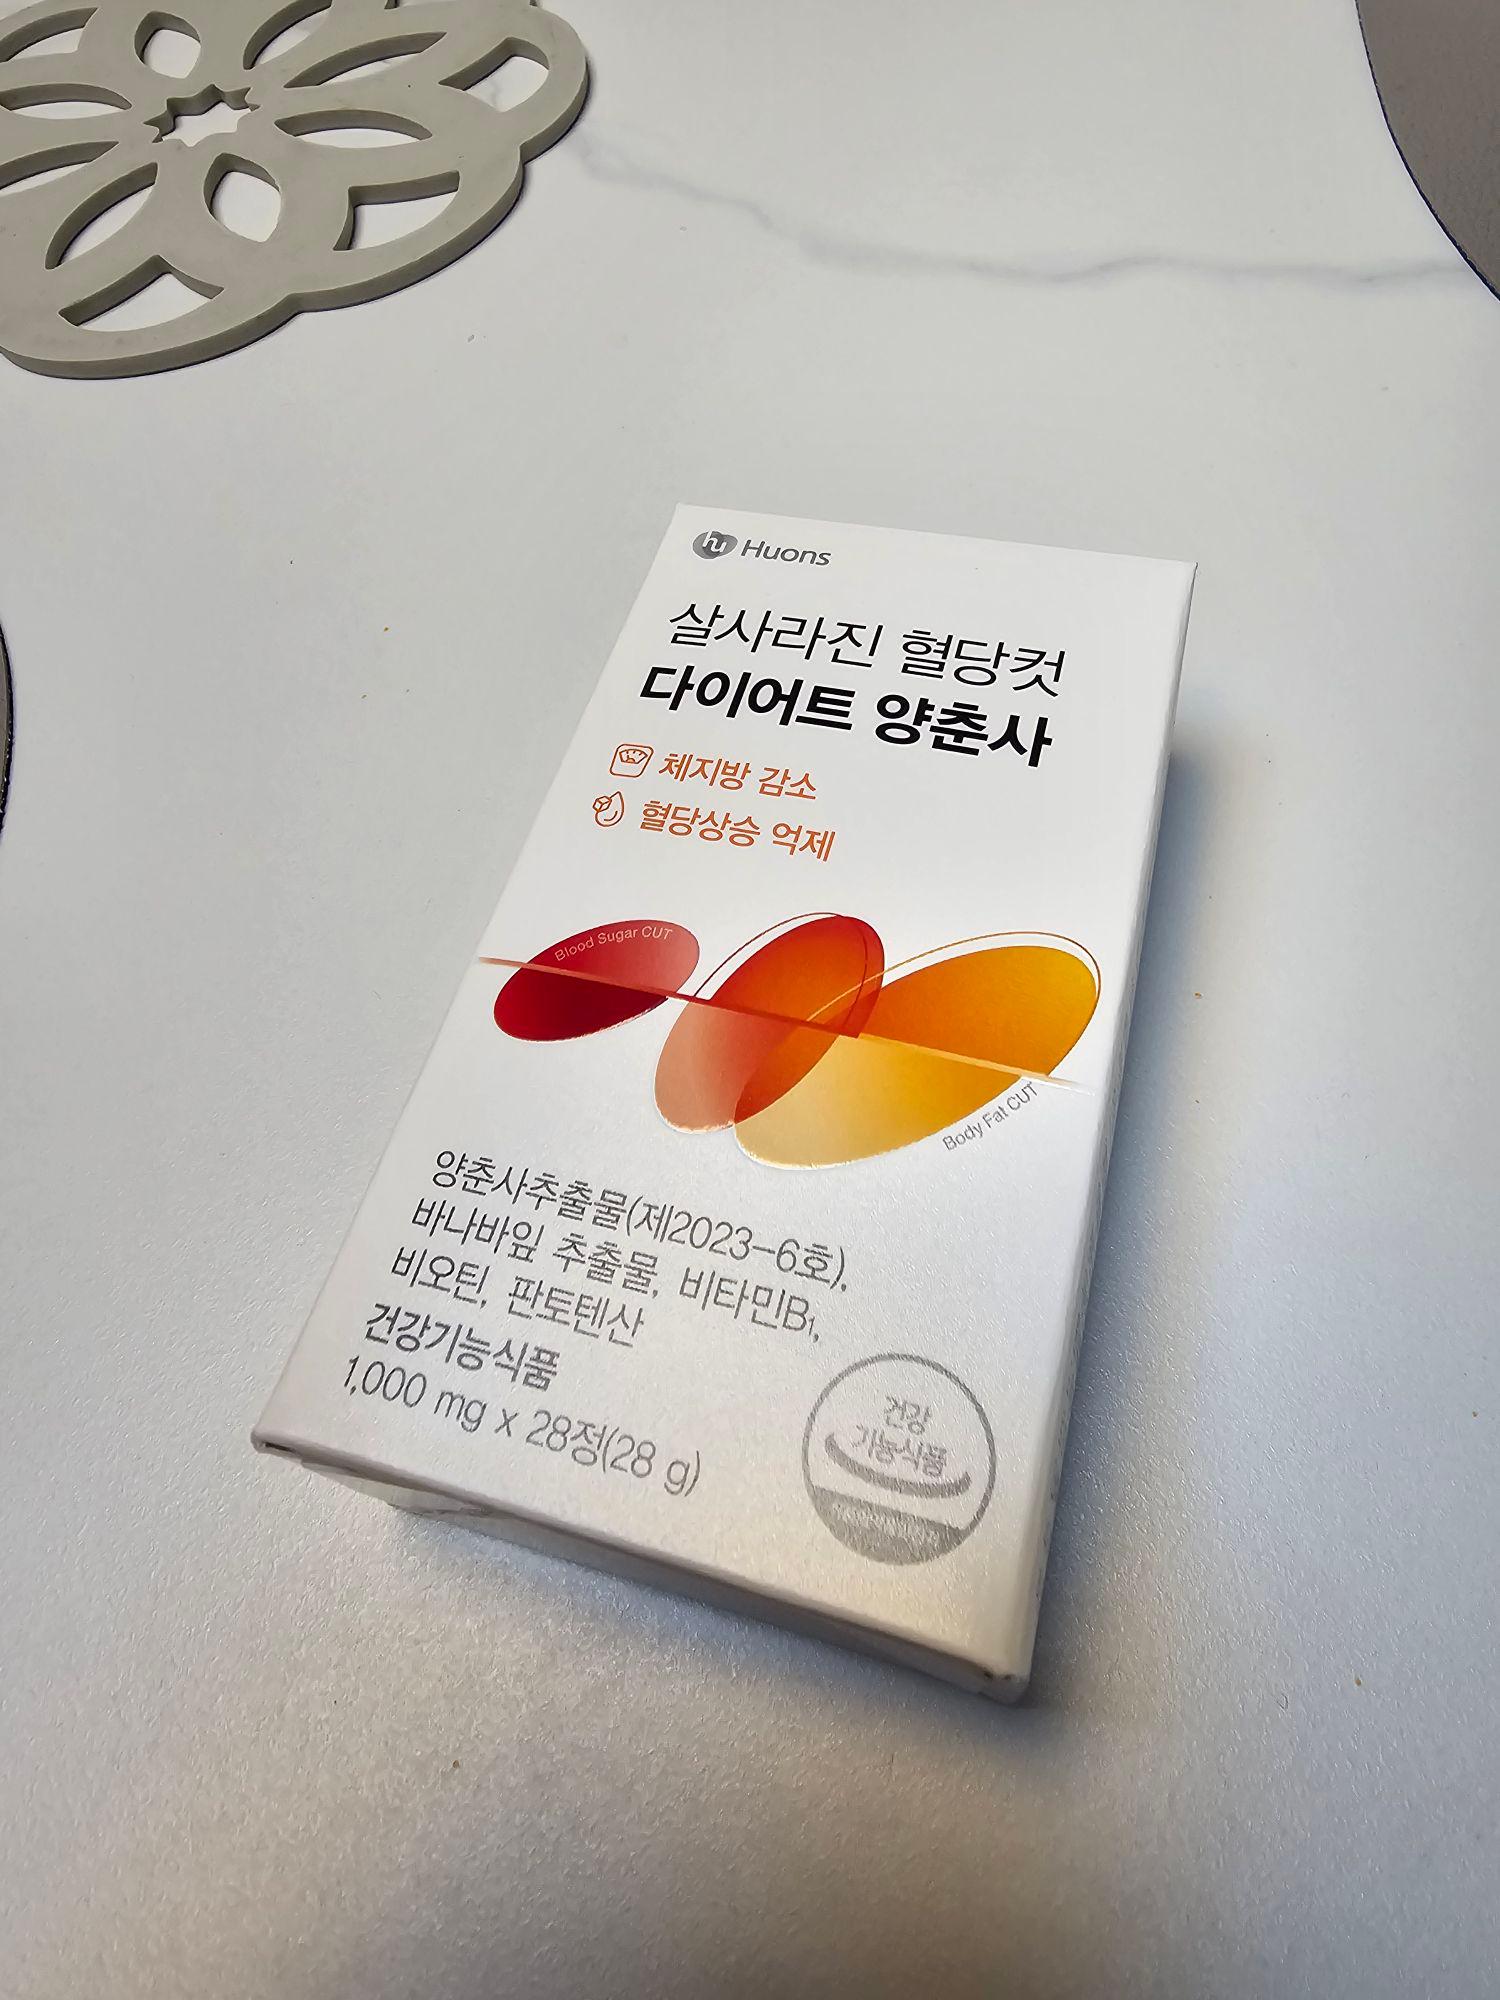 Huons
살사라진 혈당컷
다이어트 양춘사
체지방 감소
혈당상승 억제
Blood Sugar CUT
Body Fat CUT
양춘사추출물(제2023-6호),
바나바잎 추출물, 비타민B₁,
비오틴, 판토텐산
건강기능식품
1,000 mg x 28정(28 g)
건강
기능식품